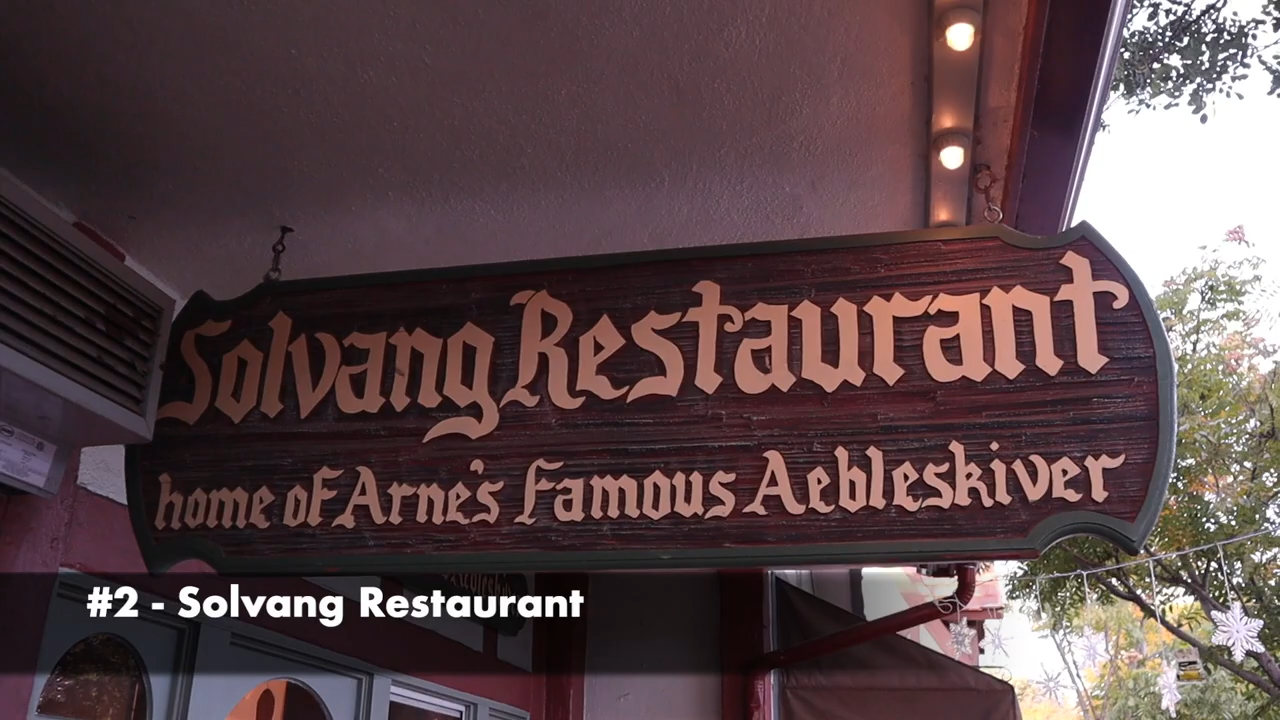 Solvang Restaurant
home of Arne's Famous Aebleskiver
#2 - Solvang Restaurant